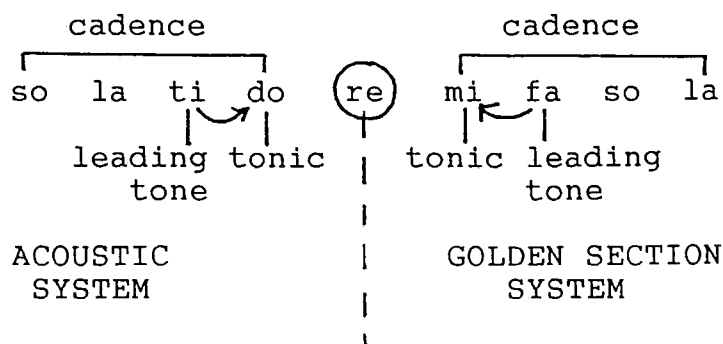 cadence cadence
so la ti do re mi fa so la
leading tonic tonic leading
tone tone
ACOUSTIC GOLDEN SECTION
SYSTEM SYSTEM